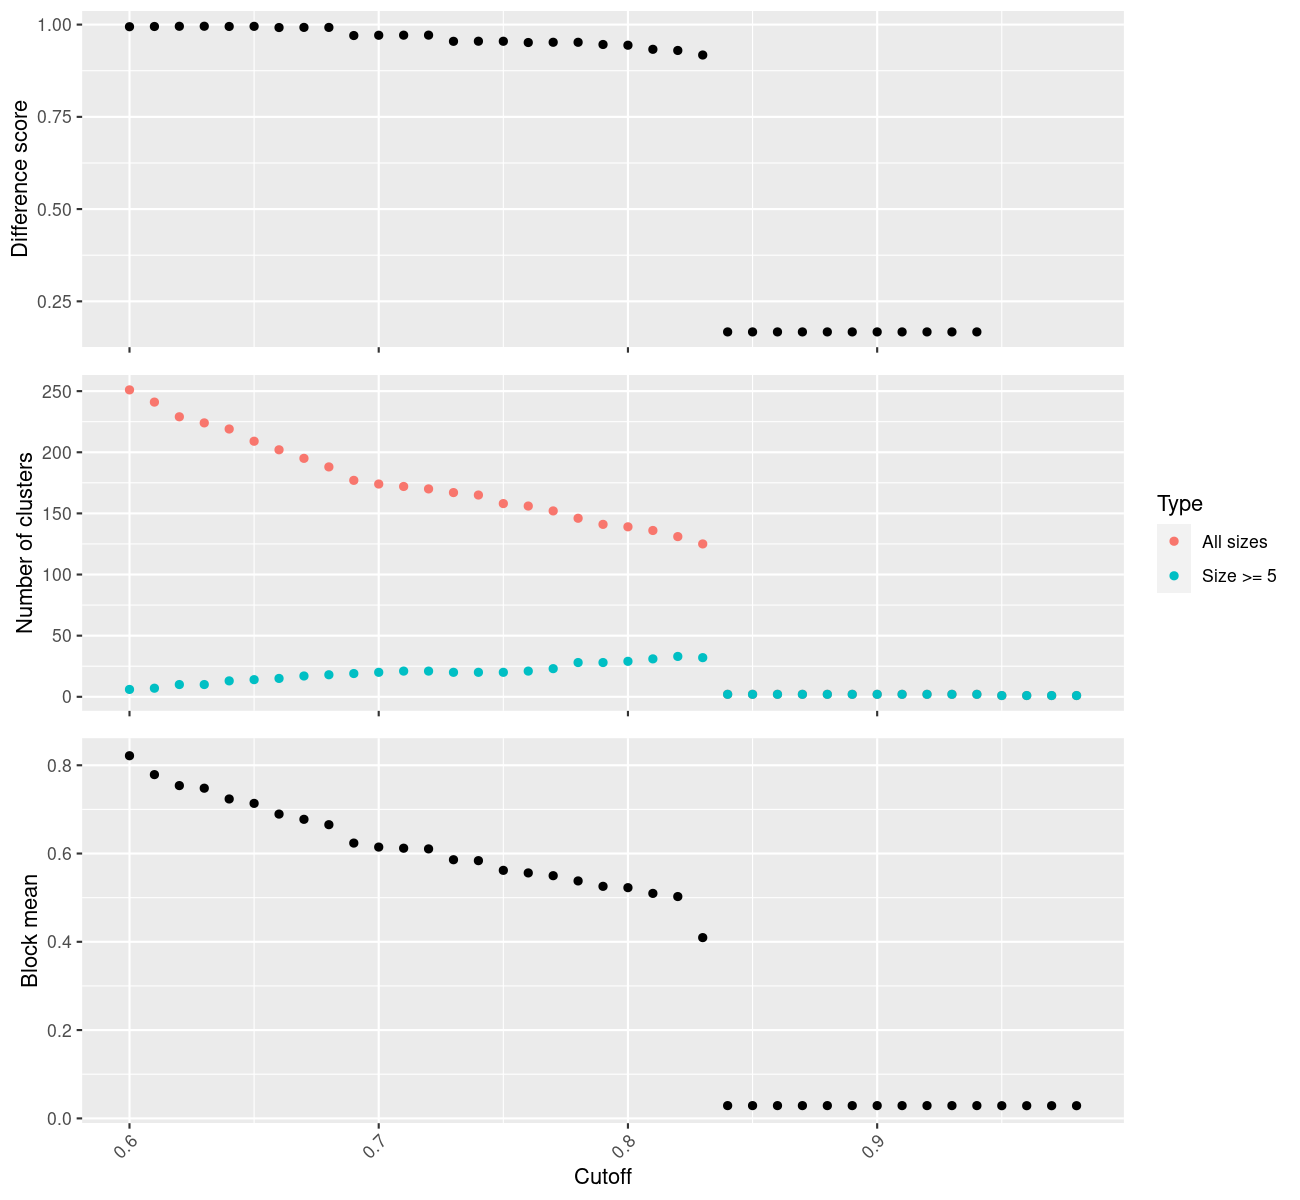 Difference score
1.00
0.75
0.50
0.25
Number of clusters
250
200
150
100
50
0
Type
All sizes
Size >= 5
Block mean
0.8
0.6
0.4
0.2
0.0
0.6 0.7 0.8 0.9
Cutoff